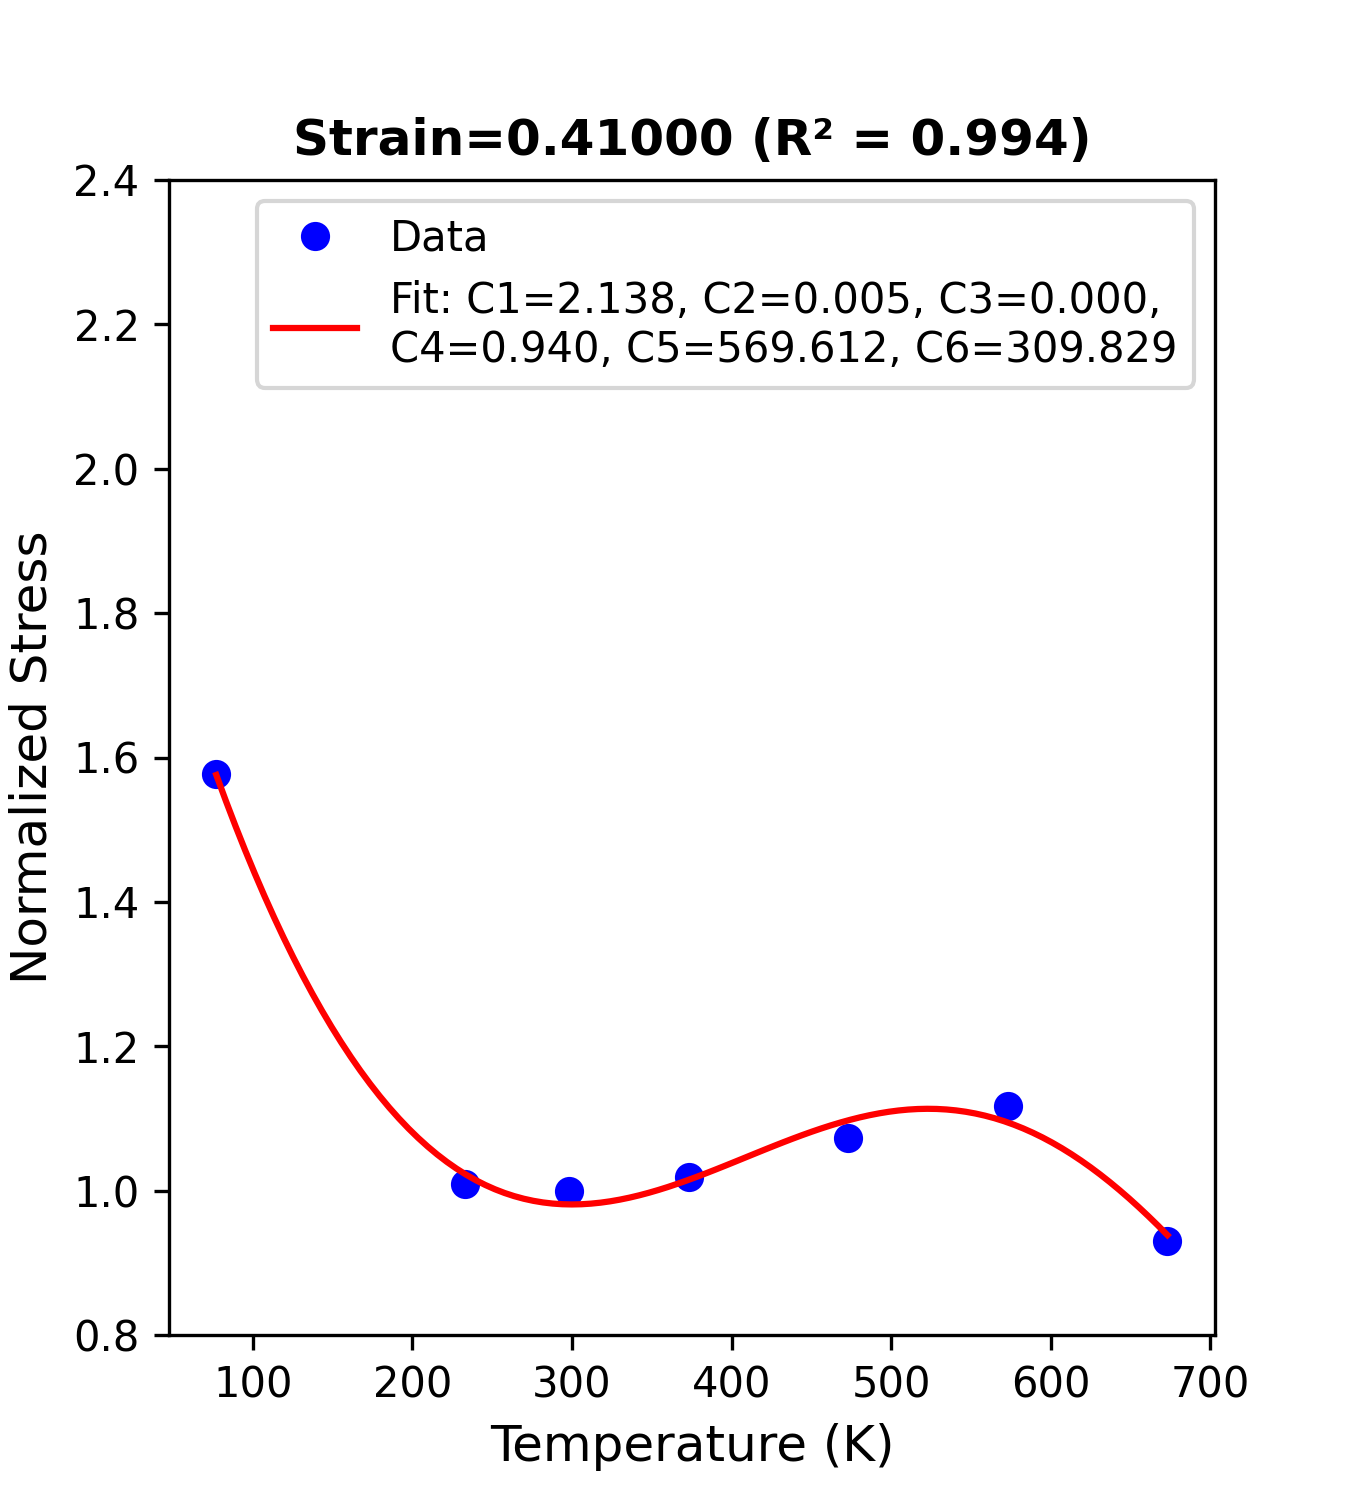 Strain=0.41000 (R² = 0.994)
Data
Fit: C1=2.138, C2=0.005, C3=0.000,
C4=0.940, C5=569.612, C6=309.829
2.4
2.2
2.0
1.8
1.6
1.4
1.2
1.0
0.8
Normalized Stress
100 200 300 400 500 600 700
Temperature (K)